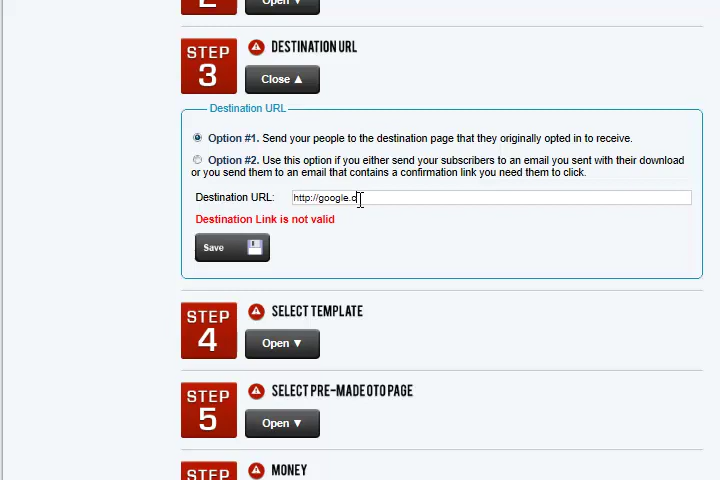 2
Open ▼
STEP
3
DESTINATION URL
Close ▲
Destination URL
Option #1. Send your people to the destination page that they originally opted in to receive.
Option #2. Use this option if you either send your subscribers to an email you sent with their download
or you send them to an email that contains a confirmation link you need them to click.
Destination URL: http://google.c
Destination Link is not valid
Save
STEP
4
SELECT TEMPLATE
Open ▼
STEP
5
SELECT PRE-MADE OTO PAGE
Open ▼
STEP
MONEY